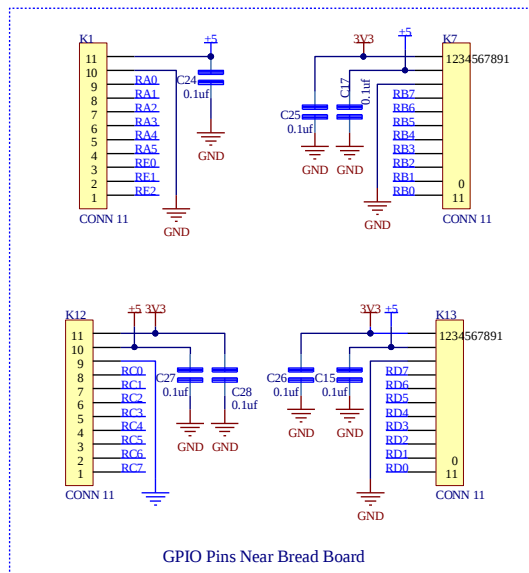 K1
+5
11
10
9
8
7
6
5
4
3
2
1
RA0
RA1
RA2
RA3
RA4
RA5
RE0
RE1
RE2
C24
0.1uf
GND
GND
CONN 11
3V3
+5
K7
1234567891
C25
0.1uf
C17
0.1uf
GND
RB7
RB6
RB5
RB4
RB3
RB2
RB1
RB0
0
11
GND
CONN 11
K12
+5
3V3
11
10
9
8
7
6
5
4
3
2
1
RC0
RC1
RC2
RC3
RC4
RC5
RC6
RC7
C27
0.1uf
C28
0.1uf
GND
GND
CONN 11
3V3
+5
K13
1234567891
C26
0.1uf
C15
0.1uf
GND
GND
RD7
RD6
RD5
RD4
RD3
RD2
RD1
RD0
0
11
GND
CONN 11
GPIO Pins Near Bread Board